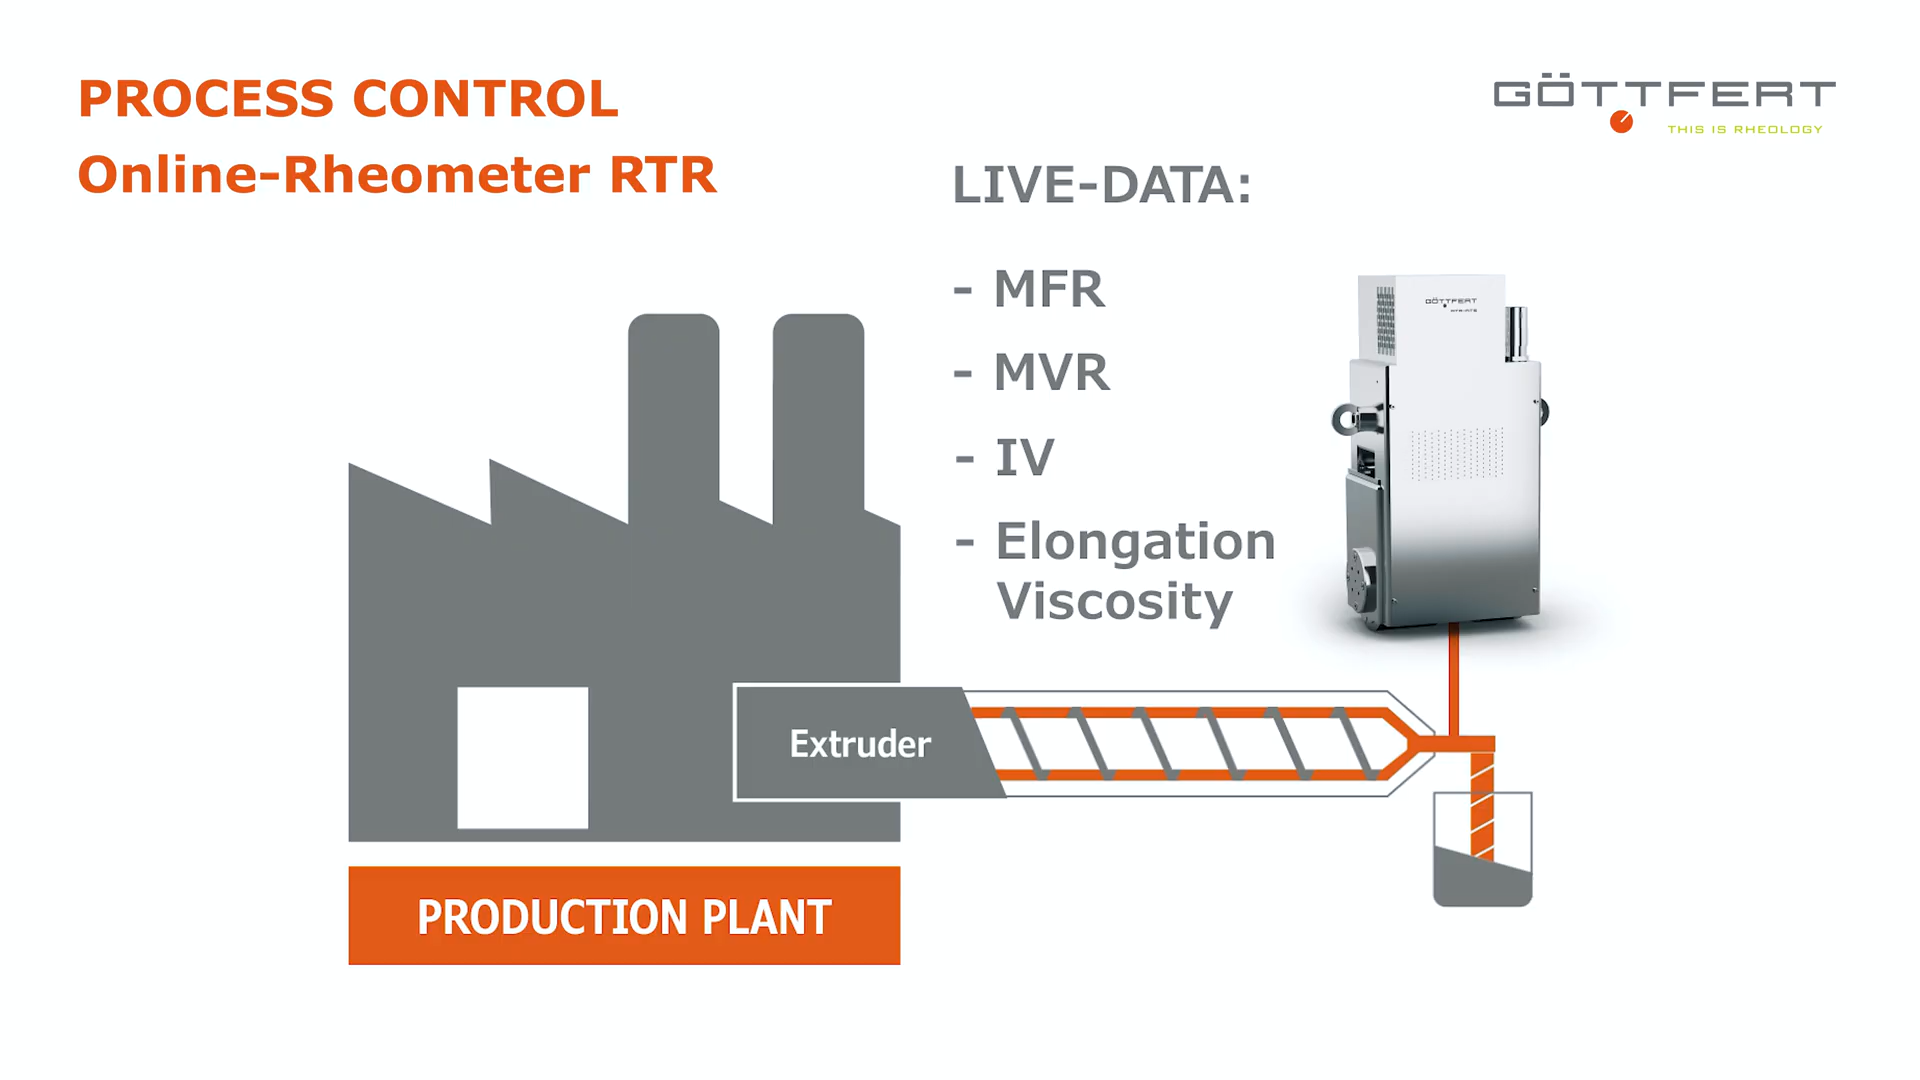 PROCESS CONTROL
Online-Rheometer RTR
GÖTTFERT
THIS IS RHEOLOGY
LIVE-DATA:
- MFR
- MVR
- IV
- Elongation
Viscosity
GÖTTFERT
Extruder
PRODUCTION PLANT